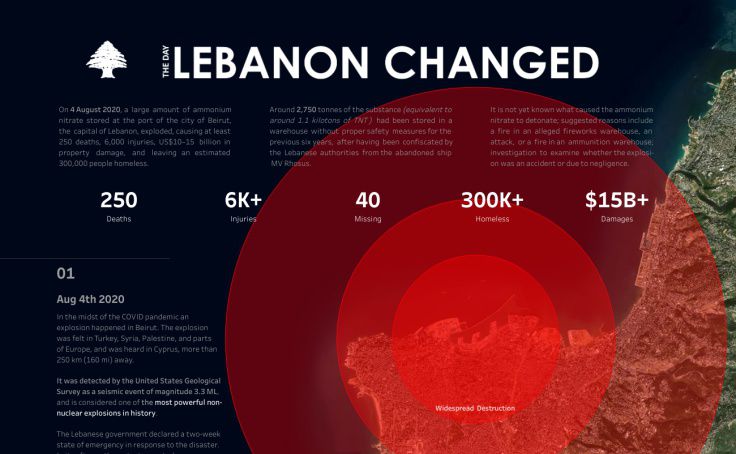 THE DAY
LEBANON CHANGED
On 4 August 2020, a large amount of ammonium
nitrate stored at the port of the city of Beirut,
the capital of Lebanon, exploded, causing at least
250 deaths, 6,000 injuries, US$10–15 billion in
property damage, and leaving an estimated
300,000 people homeless.
Around 2,750 tonnes of the substance (equivalent to
around 1.1 kilotons of TNT) had been stored in a
warehouse without proper safety measures for the
previous six years, after having been confiscated by
the Lebanese authorities from the abandoned ship
MV Rhosus.
It is not yet known what caused the ammonium
nitrate to detonate; suggested reasons include
a fire in an alleged fireworks warehouse, an
attack, or a fire in an ammunition warehouse;
investigation to examine whether the explosi-
on was an accident or due to negligence.
250
Deaths
6K+
Injuries
40
Missing
300K+
Homeless
$15B+
Damages
01
Aug 4th 2020
In the midst of the COVID pandemic an
explosion happened in Beirut. The explosion
was felt in Turkey, Syria, Palestine, and parts
of Europe, and was heard in Cyprus, more than
250 km (160 mi) away.
It was detected by the United States Geological
Survey as a seismic event of magnitude 3.3 ML,
and is considered one of the most powerful non-
nuclear explosions in history.
The Lebanese government declared a two-week
state of emergency in response to the disaster.
Widespread Destruction